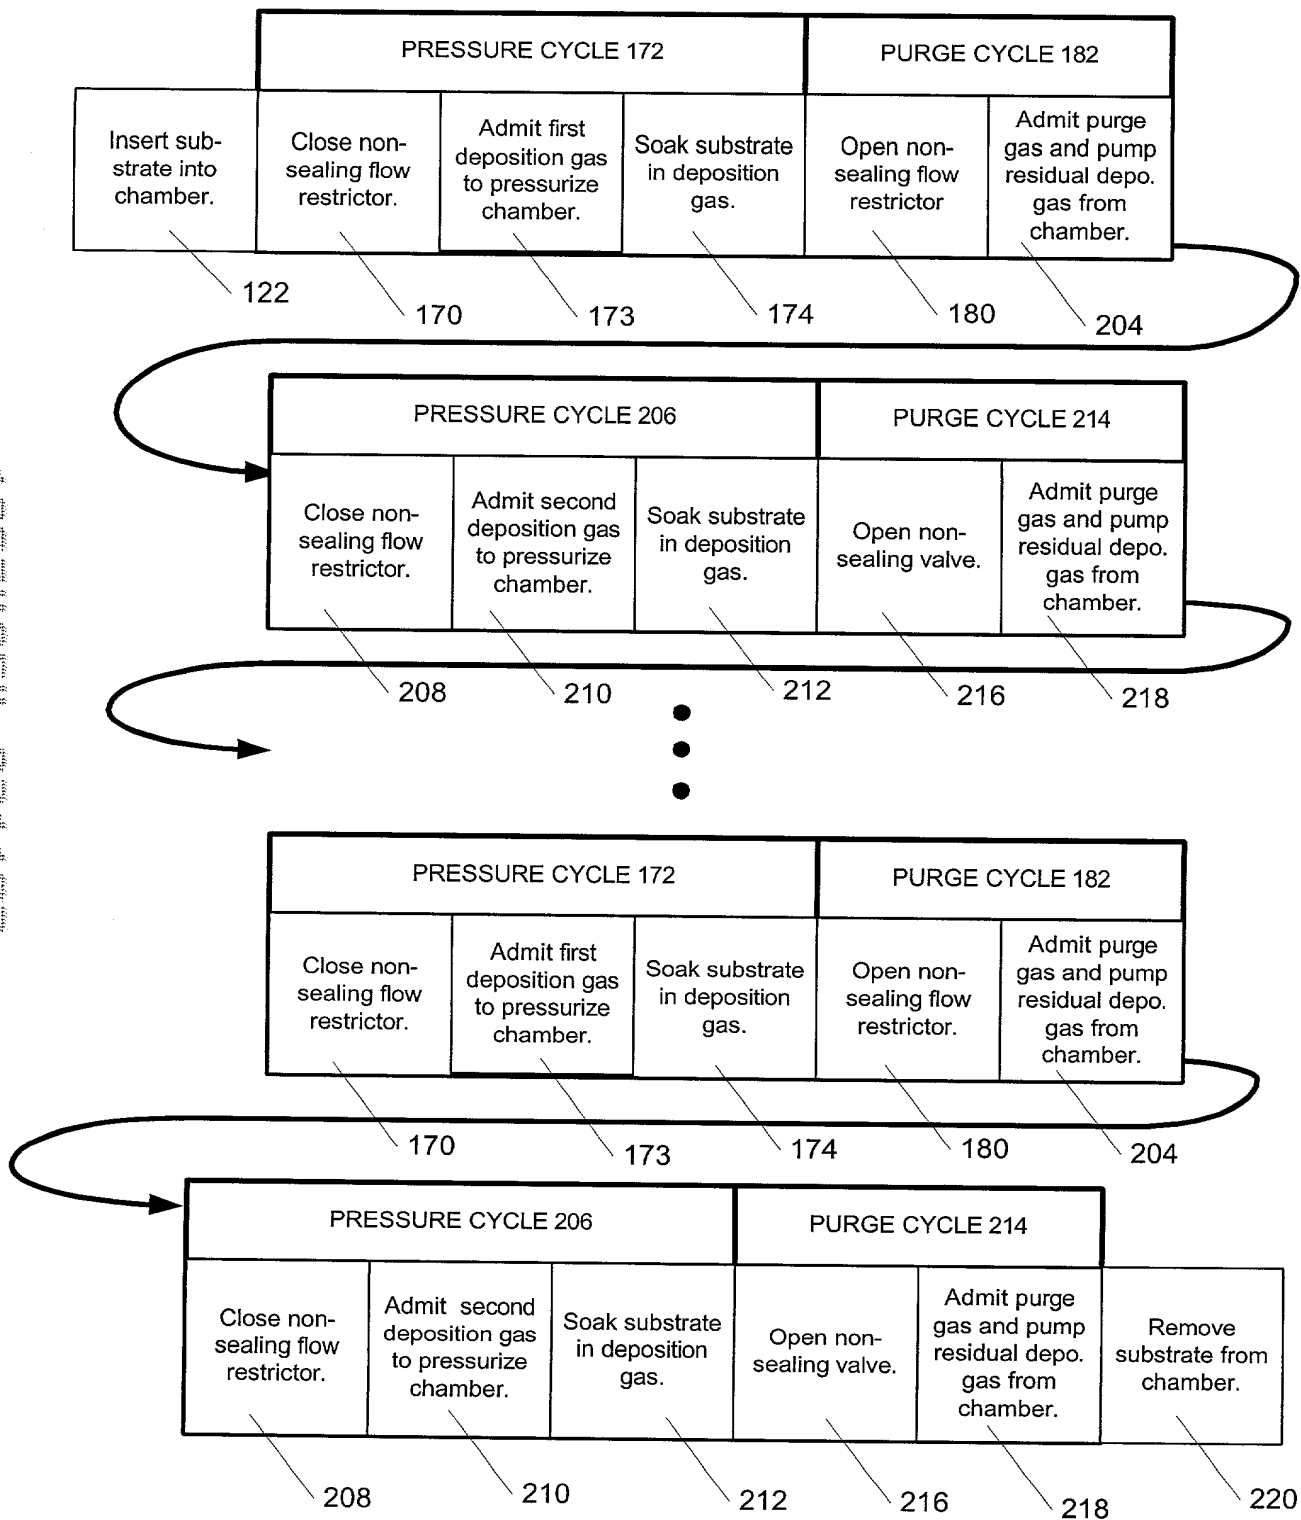 PRESSURE CYCLE 172
PURGE CYCLE 182
Insert sub-
strate into
chamber.
Close non-
sealing flow
restrictor.
Admit first
deposition gas
to pressurize
chamber.
Soak substrate
in deposition
gas.
Open non-
sealing flow
restrictor
Admit purge
gas and pump
residual depo.
gas from
chamber.
122
170
173
174
180
204
PRESSURE CYCLE 206
PURGE CYCLE 214
Close non-
sealing flow
restrictor.
Admit second
deposition gas
to pressurize
chamber.
Soak substrate
in deposition
gas.
Open non-
sealing valve.
Admit purge
gas and pump
residual depo.
gas from
chamber.
208
210
212
216
218
PRESSURE CYCLE 172
PURGE CYCLE 182
Close non-
sealing flow
restrictor.
Admit first
deposition gas
to pressurize
chamber.
Soak substrate
in deposition
gas.
Open non-
sealing flow
restrictor.
Admit purge
gas and pump
residual depo.
gas from
chamber.
170
173
174
180
204
PRESSURE CYCLE 206
PURGE CYCLE 214
Close non-
sealing flow
restrictor.
Admit second
deposition gas
to pressurize
chamber.
Soak substrate
in deposition
gas.
Open non-
sealing valve.
Admit purge
gas and pump
residual depo.
gas from
chamber.
Remove
substrate from
chamber.
208
210
212
216
218
220